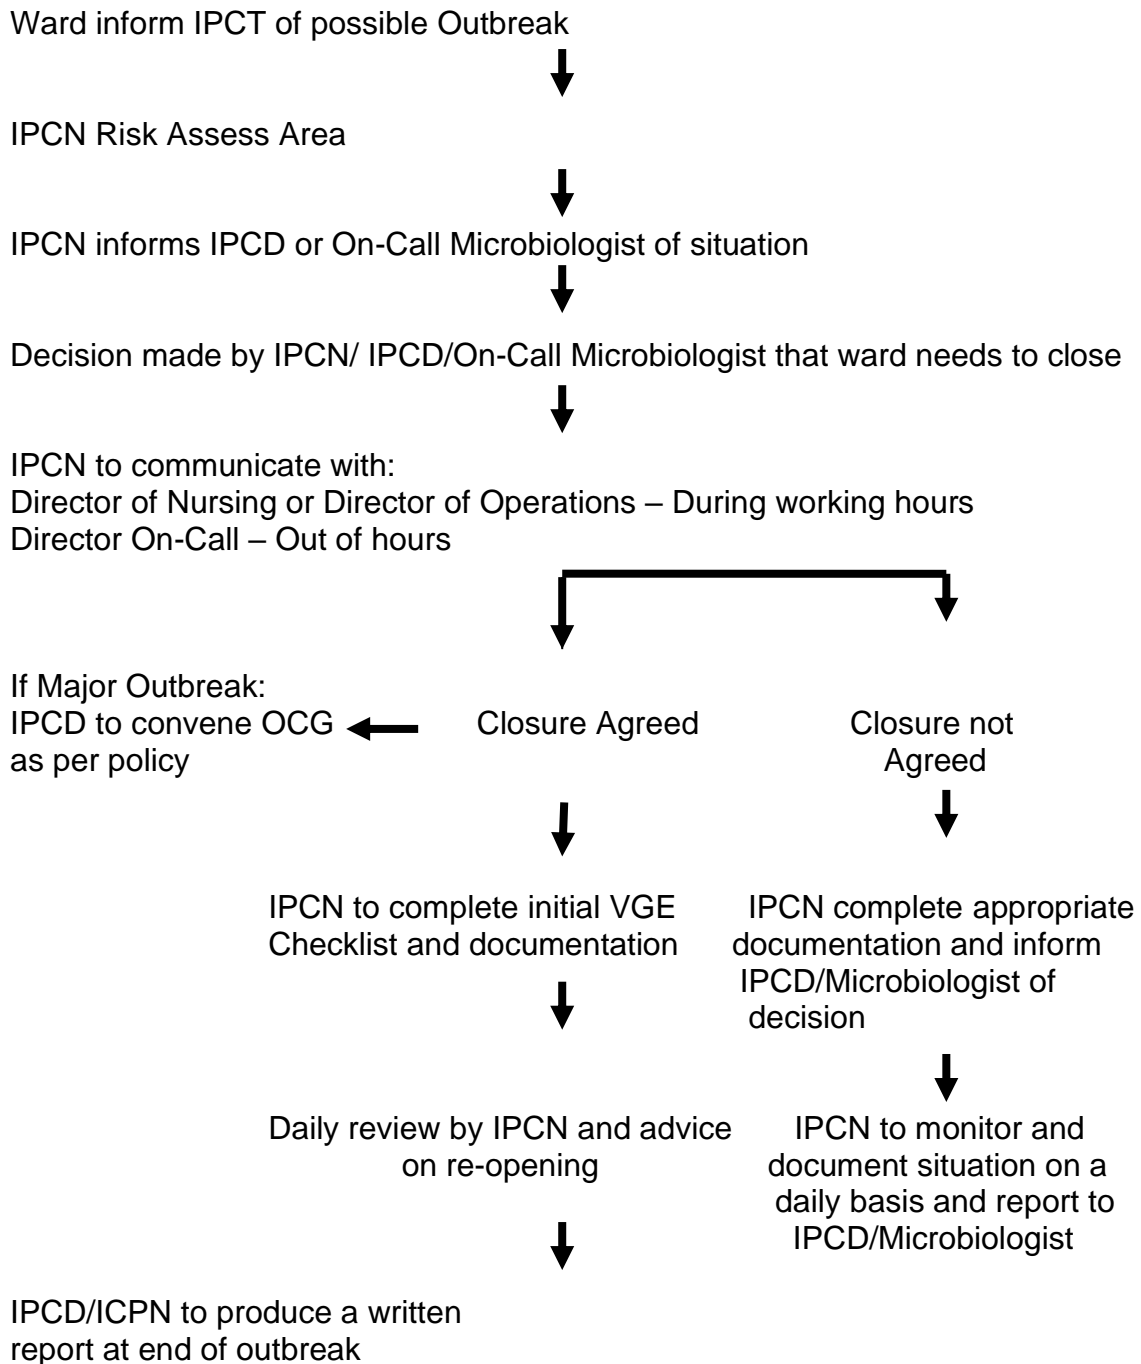 Ward inform IPCT of possible Outbreak
IPCN Risk Assess Area
IPCN informs IPCD or On-Call Microbiologist of situation
Decision made by IPCN/ IPCD/On-Call Microbiologist that ward needs to close
IPCN to communicate with:
Director of Nursing or Director of Operations – During working hours
Director On-Call – Out of hours
If Major Outbreak:
IPCD to convene OCG
as per policy
Closure Agreed
Closure not
Agreed
IPCN to complete initial VGE
Checklist and documentation
IPCN complete appropriate
documentation and inform
IPCD/Microbiologist of
decision
Daily review by IPCN and advice
on re-opening
IPCN to monitor and
document situation on a
daily basis and report to
IPCD/Microbiologist
IPCD/ICPN to produce a written
report at end of outbreak